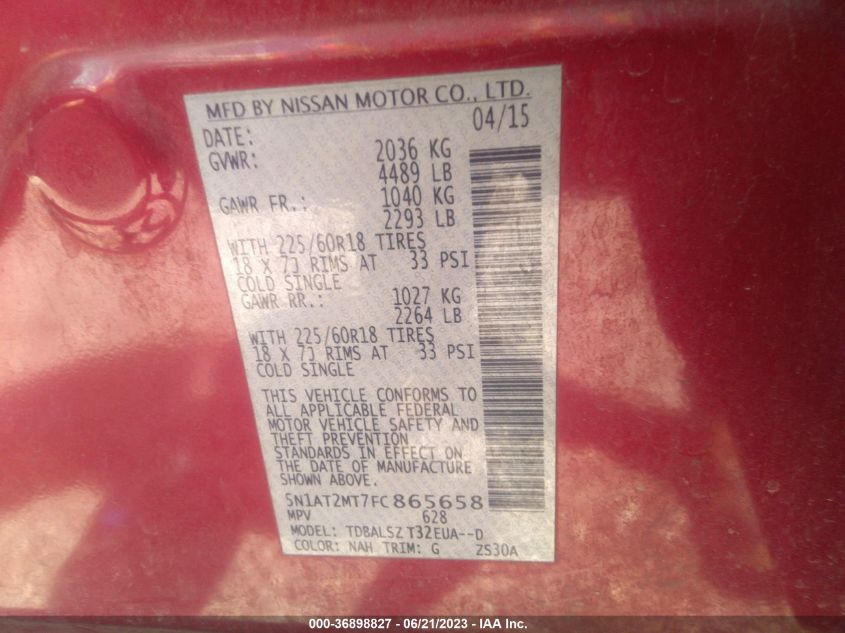 MFD BY NISSAN MOTOR CO., LTD.
DATE: 04/15
GVWR: 2036 KG
4489 LB
GAWR FR.: 1040 KG
2293 LB
WITH 225/60R18 TIRES
18 X 7J RIMS AT 33 PSI
COLD SINGLE
GAWR RR.: 1027 KG
2264 LB
WITH 225/60R18 TIRES
18 X 7J RIMS AT 33 PSI
COLD SINGLE
THIS VEHICLE CONFORMS TO
ALL APPLICABLE FEDERAL
MOTOR VEHICLE SAFETY AND
THEFT PREVENTION
STANDARDS IN EFFECT ON
THE DATE OF MANUFACTURE
SHOWN ABOVE.
5N1AT2MT7FC865658
MPV 628
MODEL: TDBALSZ T32EUA--D
COLOR: NAH TRIM: G ZS30A
000-36898827 - 06/21/2023 - IAA Inc.